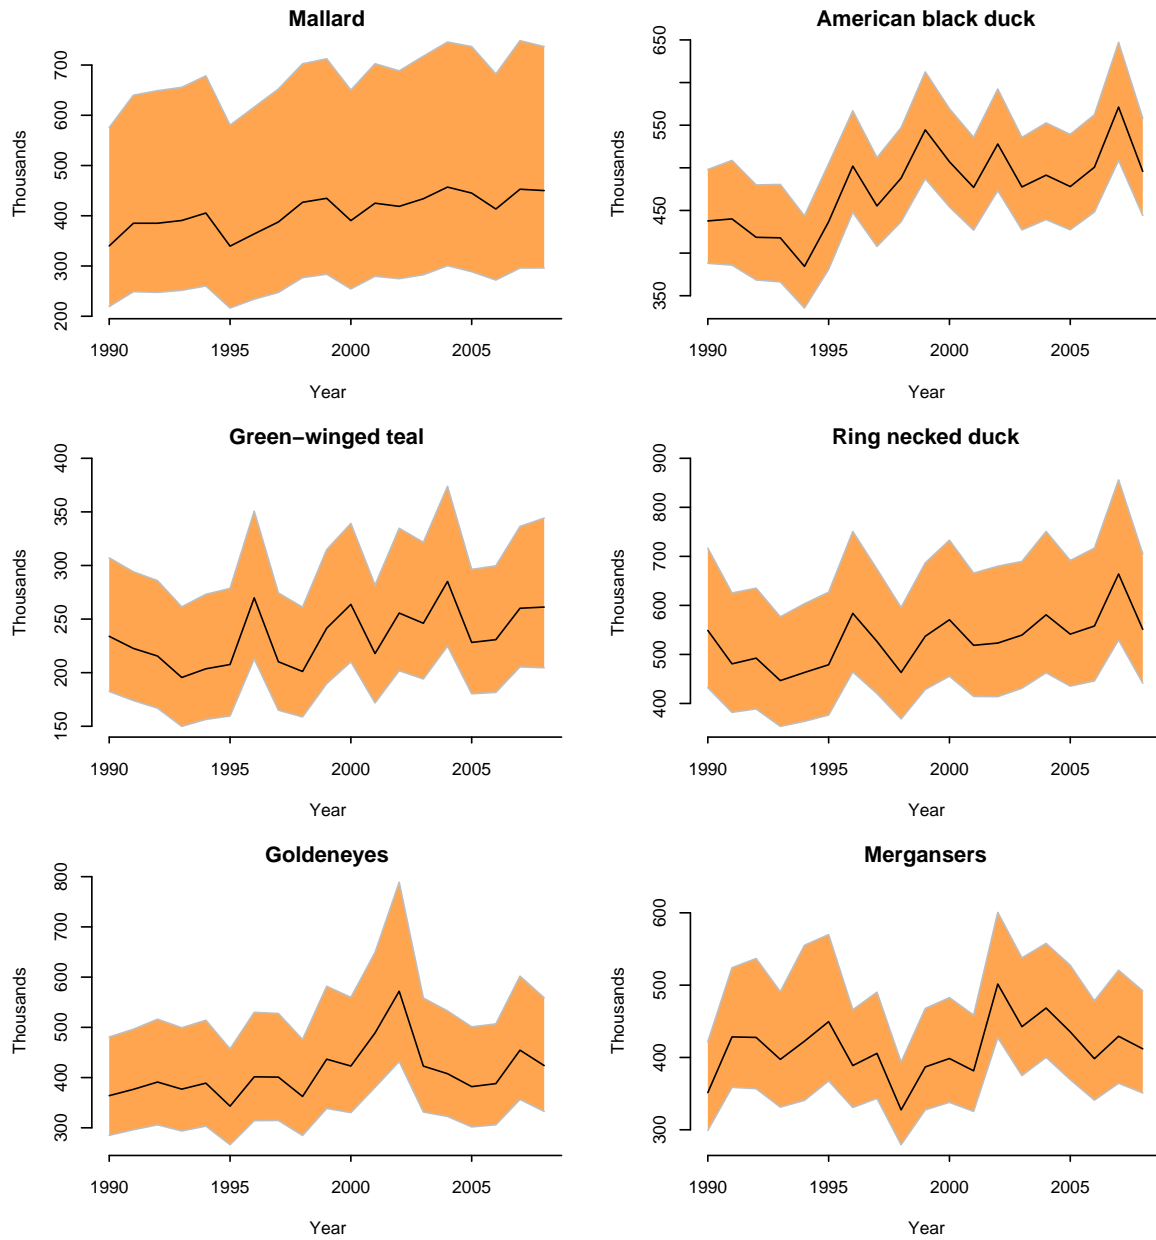 Mallard
700
600
500
400
300
200
Thousands
1990 1995 2000 2005
Year
American black duck
650
550
450
350
Thousands
1990 1995 2000 2005
Year
Green−winged teal
400
350
300
250
200
150
Thousands
1990 1995 2000 2005
Year
Ring necked duck
900
800
700
600
500
400
Thousands
1990 1995 2000 2005
Year
Goldeneyes
800
700
600
500
400
300
Thousands
1990 1995 2000 2005
Year
Mergansers
600
500
400
300
Thousands
1990 1995 2000 2005
Year